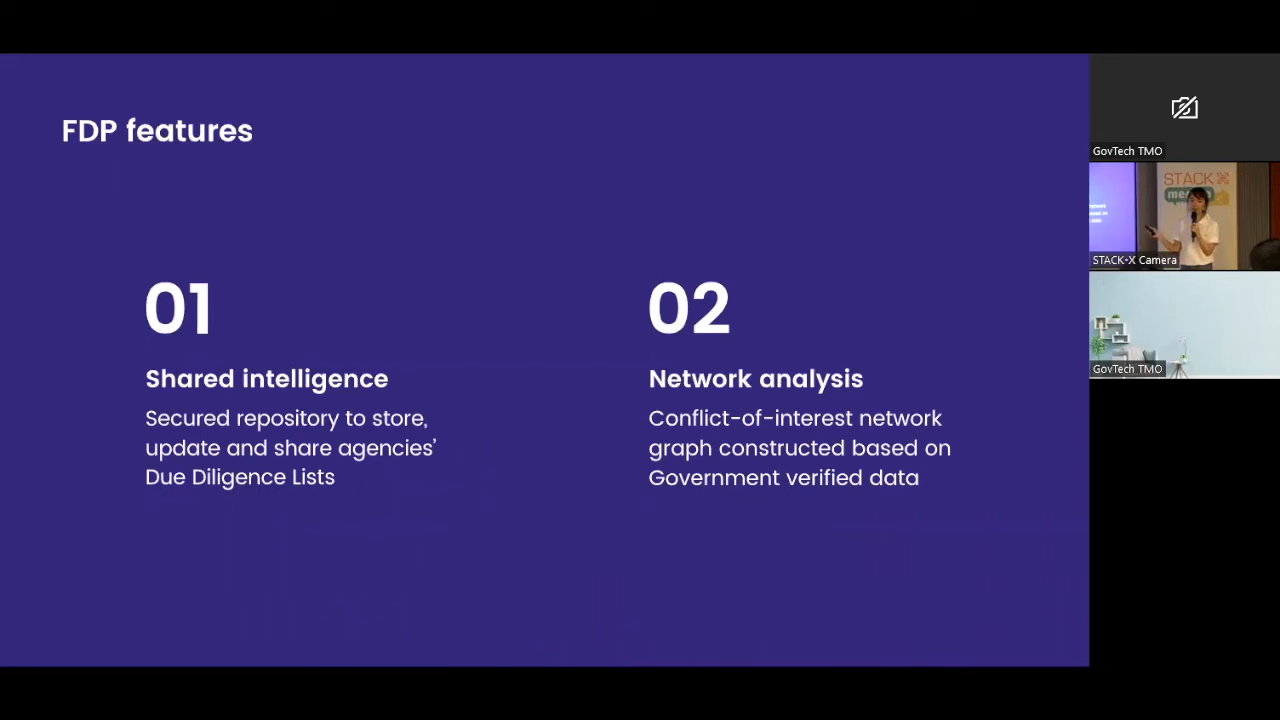 FDP features
01
Shared intelligence
Secured repository to store,
update and share agencies’
Due Diligence Lists
02
Network analysis
Conflict-of-interest network
graph constructed based on
Government verified data
GovTech TMO
STACK
STACK-X Camera
GovTech TMO